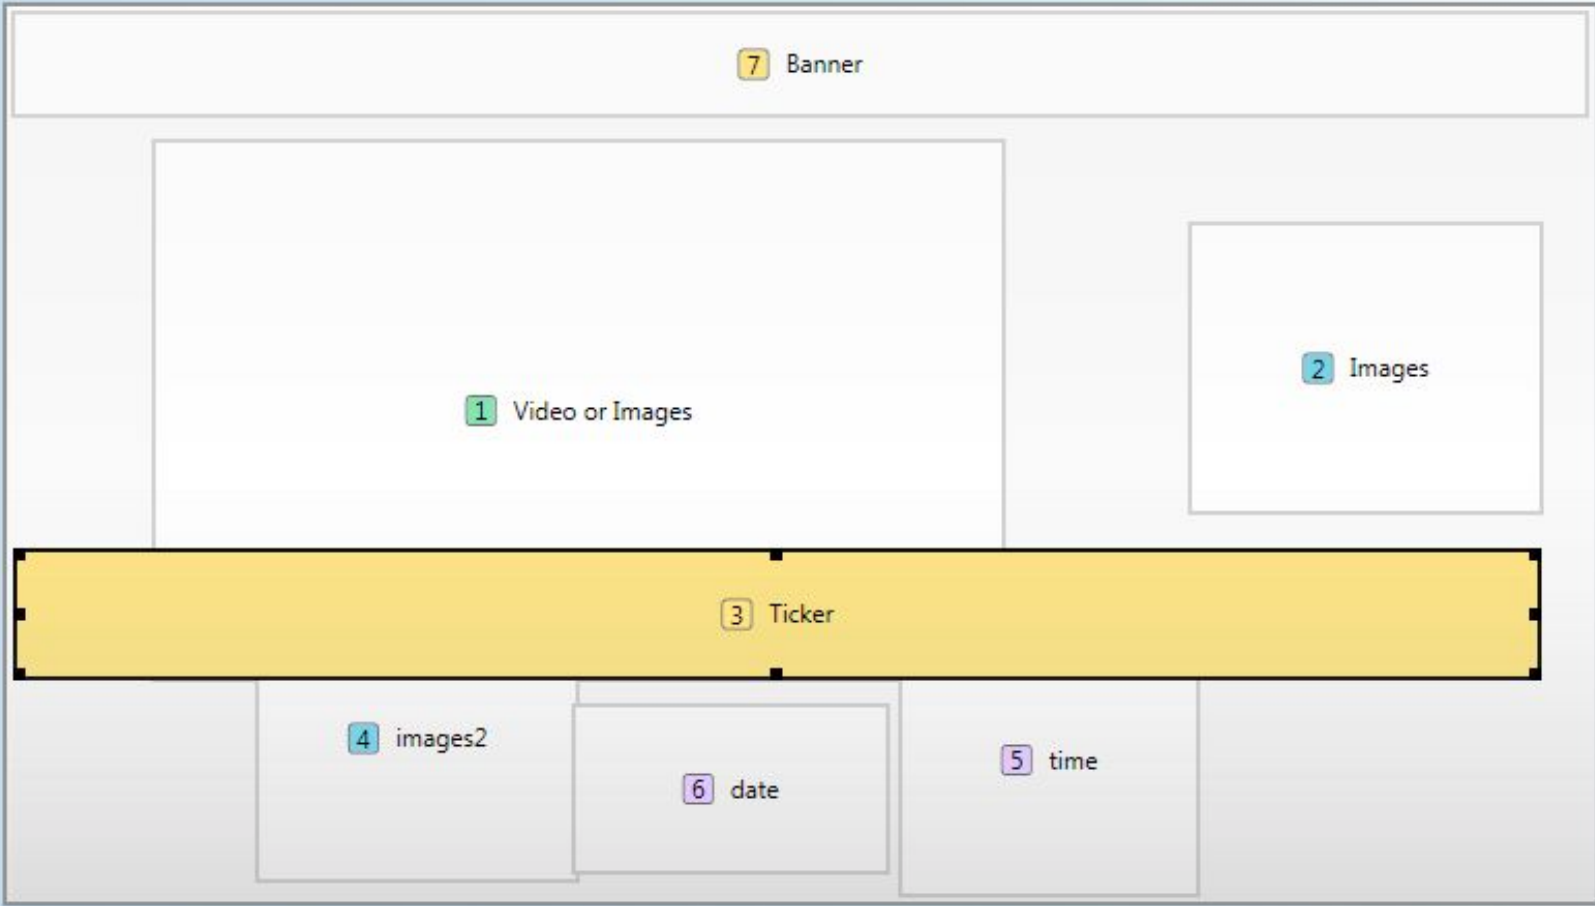 7 Banner
2 Images
1 Video or Images
3 Ticker
4 images2
5 time
6 date